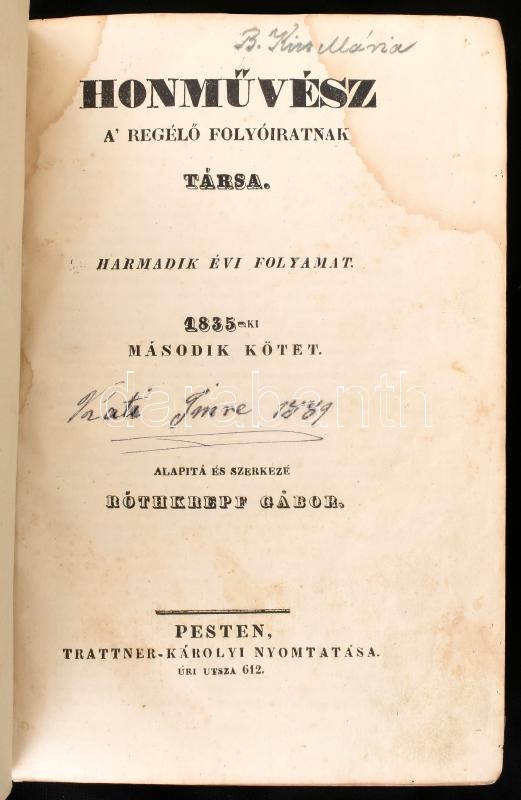 B. Kiss Mária
HONMŰVÉSZ
A' REGÉLŐ FOLYÓIRATNAK
TÁRSA.
HARMADIK ÉVI FOLYAMAT.
1835-KI
MÁSODIK KÖTET.
darabanth
Imre
ALAPITÁ ÉS SZERKEZÉ
RÓTHKREPF GÁBOR.
PESTEN,
TRATTNER-KÁROLYI NYOMTATÁSA.
ÚRI UTSZA 612.